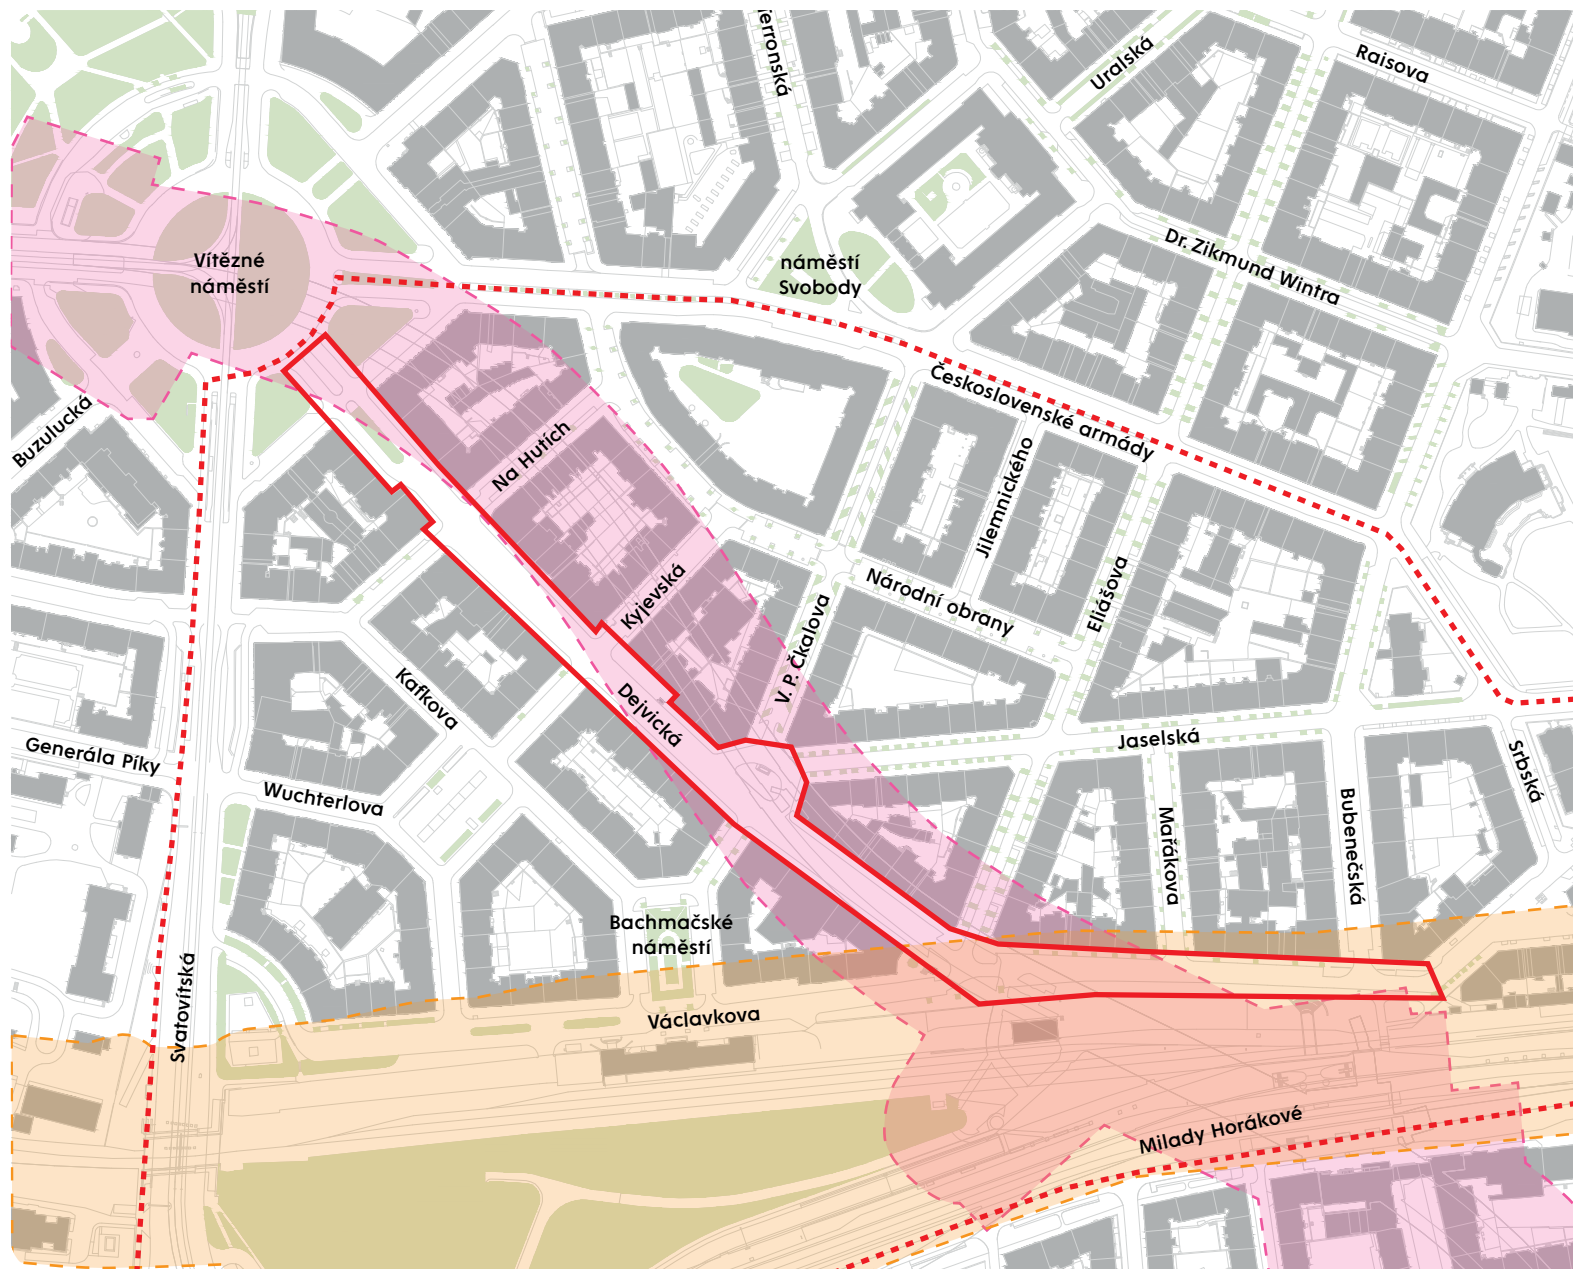 Uralská
Raisova
Vítězné
náměstí
náměstí
Svobody
Dr. Zikmund Wintra
Československé armády
Buzulucká
Na Hutích
Jilemnického
Kyjevská
Národní obrany
Eliášova
V. P. Čkalova
Kafkova
Dejvická
Generála Píky
Jaselská
Srbská
Wuchterlova
Mařákova
Bubenečská
Bachmačské
náměstí
Svatovítská
Václavkova
Milady Horákové